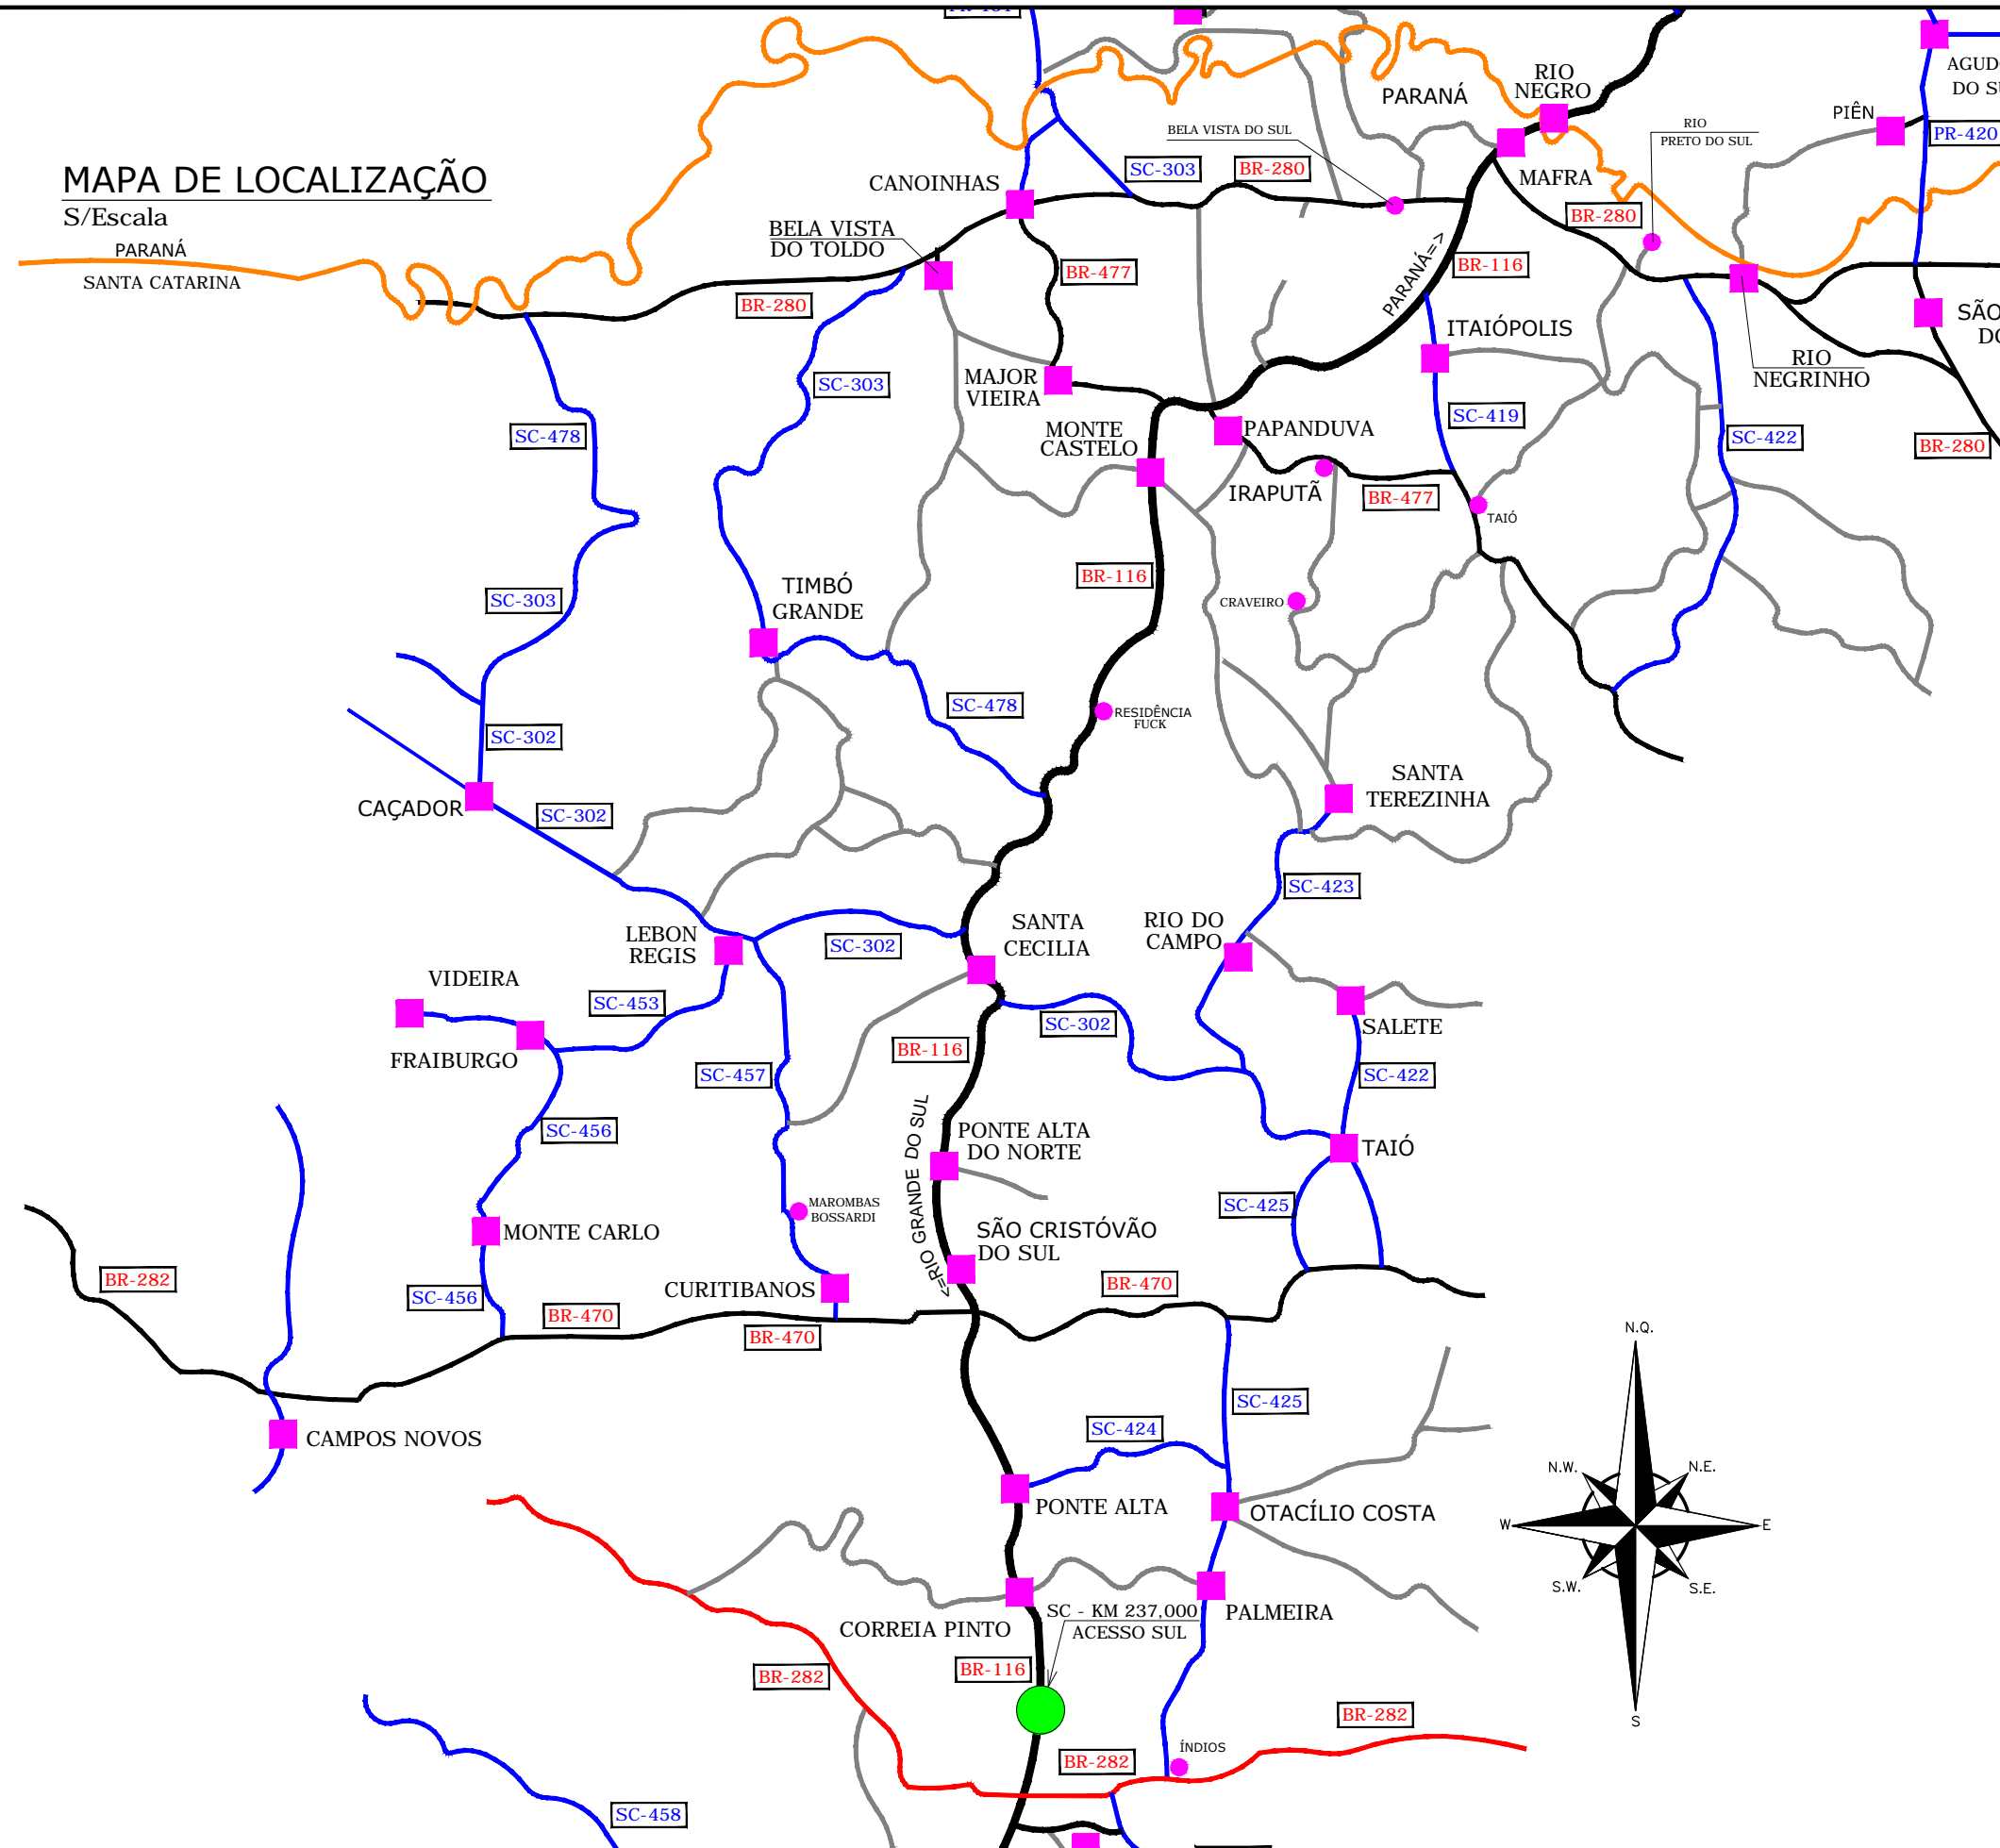 RIO
NEGRO
PARANÁ
AGUD
DO S
PIÊN
BELA VISTA DO SUL
RIO
PRETO DO SUL
PR-420
MAPA DE LOCALIZAÇÃO
S/Escala
PARANÁ
SANTA CATARINA
SC-303
BR-280
CANOINHAS
MAFRA
BR-280
BELA VISTA
DO TOLDO
PARANÁ=>
BR-477
BR-116
BR-280
SÃO
DO
ITAIÓPOLIS
RIO
NEGRINHO
SC-303
MAJOR
VIEIRA
SC-419
SC-478
MONTE
CASTELO
PAPANDUVA
SC-422
BR-280
IRAPUTÃ
BR-477
TAIÓ
BR-116
TIMBÓ
GRANDE
SC-303
CRAVEIRO
SC-478
RESIDÊNCIA
FUCK
SC-302
SANTA
TEREZINHA
CAÇADOR
SC-302
SC-423
SANTA
CECILIA
RIO DO
CAMPO
LEBON
REGIS
SC-302
VIDEIRA
SC-453
SC-302
SALETE
FRAIBURGO
BR-116
SC-457
SC-422
SC-456
PONTE ALTA
DO NORTE
TAIÓ
<=RIO GRANDE DO SUL
MAROMBAS
BOSSARDI
SC-425
MONTE CARLO
SÃO CRISTÓVÃO
DO SUL
BR-282
SC-456
CURITIBANOS
BR-470
BR-470
BR-470
N.Q.
SC-425
SC-424
CAMPOS NOVOS
N.W.
N.E.
PONTE ALTA
OTACÍLIO COSTA
W
E
S.W.
S.E.
SC - KM 237,000
ACESSO SUL
PALMEIRA
CORREIA PINTO
BR-116
BR-282
BR-282
S
ÍNDIOS
BR-282
SC-458